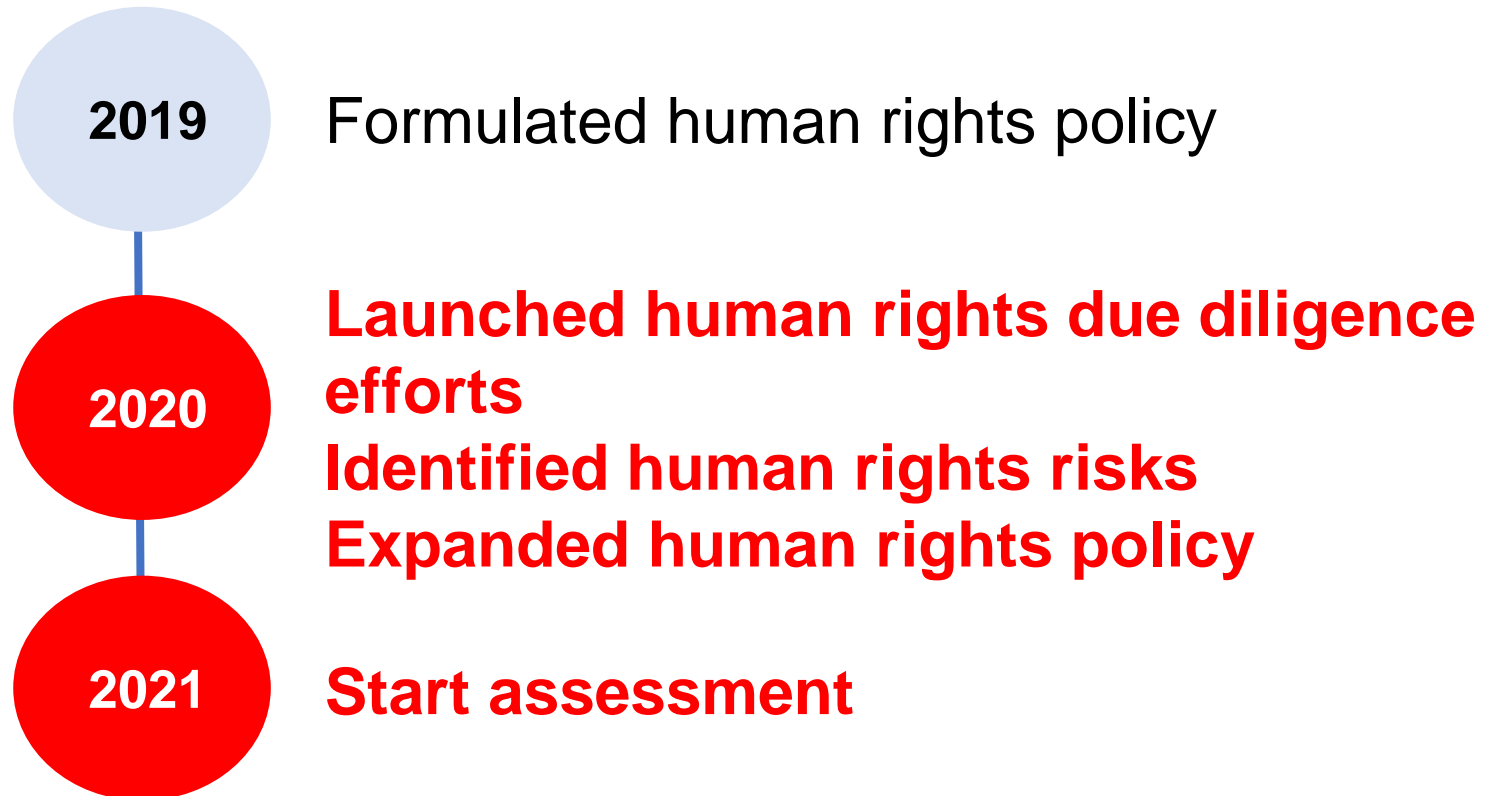 2019
Formulated human rights policy
2020
Launched human rights due diligence
efforts
Identified human rights risks
Expanded human rights policy
2021
Start assessment